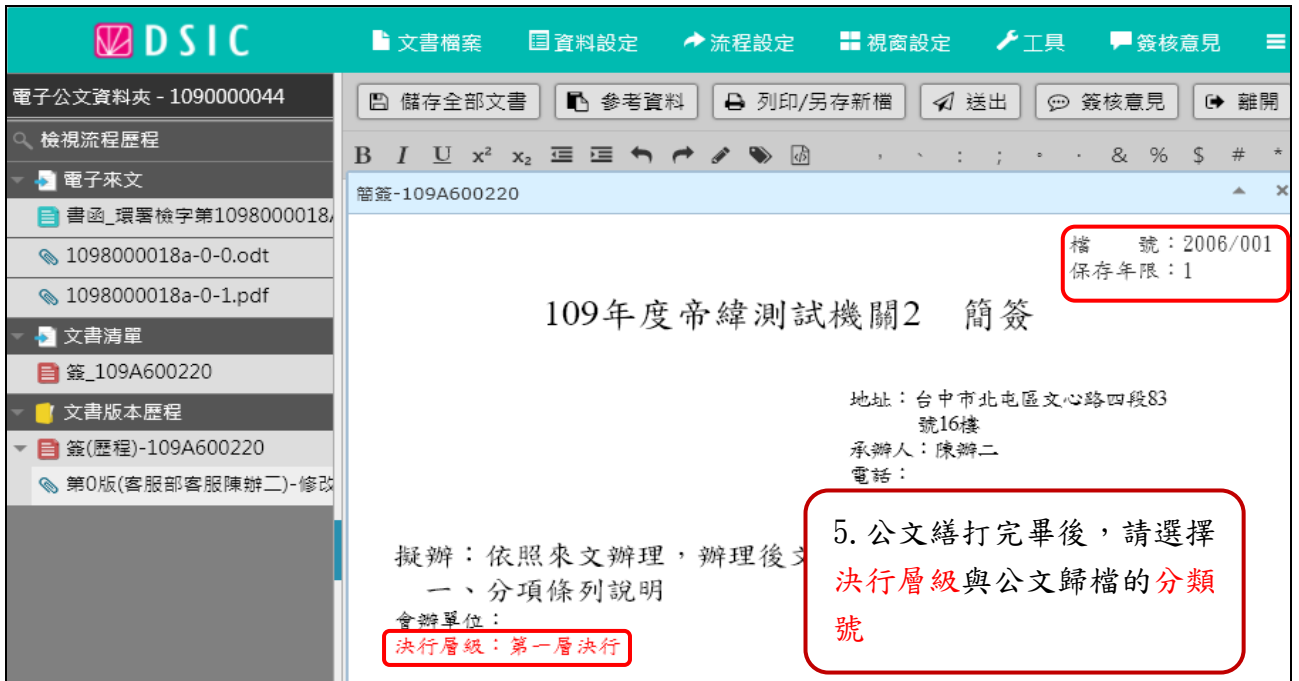 DSIC
文書檔案 資料設定 流程設定 視窗設定 工具 簽核意見
電子公文資料夾 - 1090000044
儲存全部文書 參考資料 列印/另存新檔 送出 簽核意見 離開
檢視流程歷程
B I U x² x₂ , 、 : ; 。 · & % $ # *
電子來文
簡簽-109A600220
書函_環署檢字第1098000018
1098000018a-0-0.odt
1098000018a-0-1.pdf
文書清單
簽_109A600220
文書版本歷程
簽(歷程)-109A600220
第0版(客服部客服陳辦二)-修改
檔 號：2006/001
保存年限：1
109年度帝緯測試機關2 簡簽
地址：台中市北屯區文心路四段83
號16樓
承辦人：陳辦二
電話：
擬辦：依照來文辦理，辦理後
一、分項條列說明
會辦單位：
決行層級：第一層決行
5.公文繕打完畢後，請選擇
決行層級與公文歸檔的分類
號